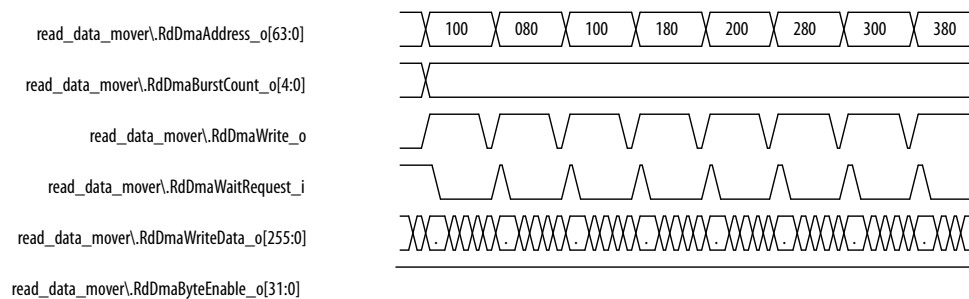 read_data_mover\.RdDmaAddress_o[63:0] 100 080 100 180 200 280 300 380
read_data_mover\.RdDmaBurstCount_o[4:0]
read_data_mover\.RdDmaWrite_o
read_data_mover\.RdDmaWaitRequest_i
read_data_mover\.RdDmaWriteData_o[255:0] . . . . . . . .
read_data_mover\.RdDmaByteEnable_o[31:0]